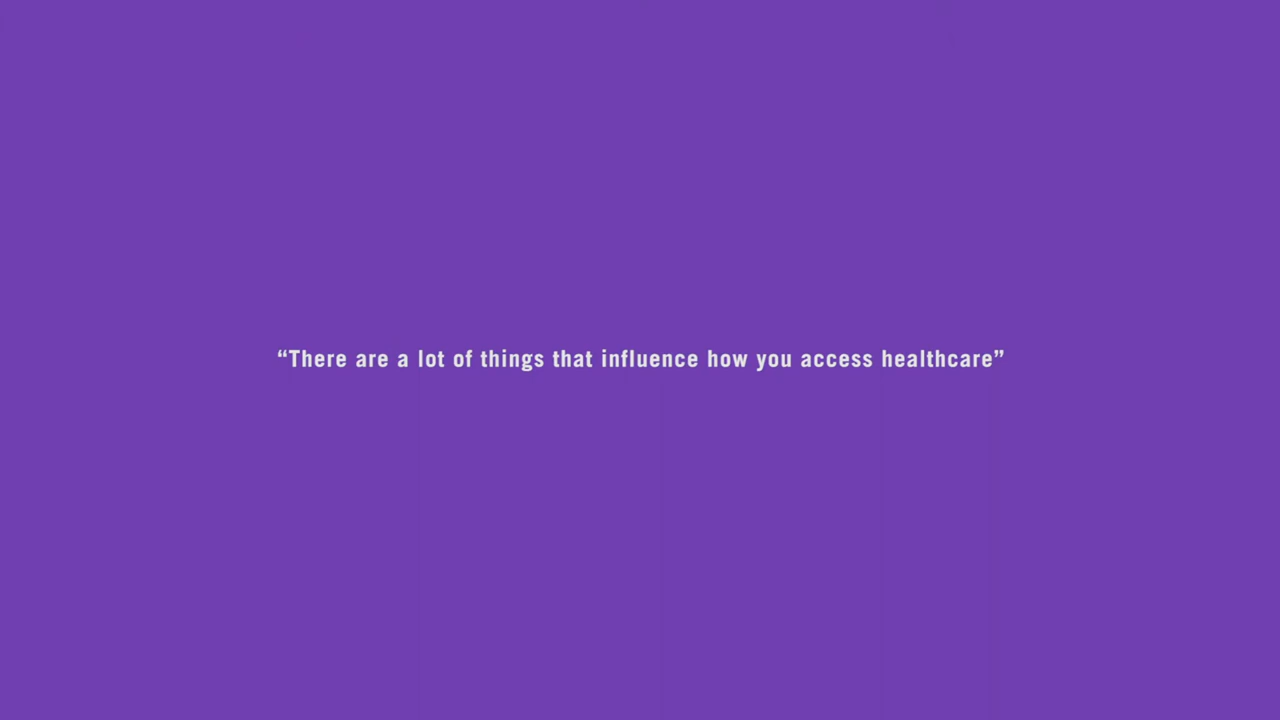 “There are a lot of things that influence how you access healthcare”